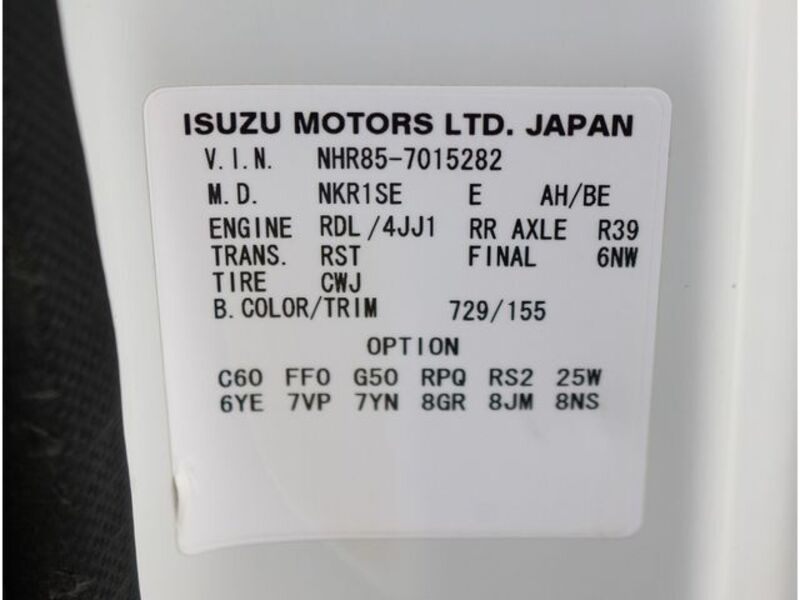 ISUZU MOTORS LTD. JAPAN
V.I.N. NHR85-7015282
M.D. NKR1SE E AH/BE
ENGINE RDL/4JJ1 RR AXLE R39
TRANS. RST FINAL 6NW
TIRE CWJ
B.COLOR/TRIM 729/155
OPTION
C60 FF0 G50 RPQ RS2 25W
6YE 7VP 7YN 8GR 8JM 8NS